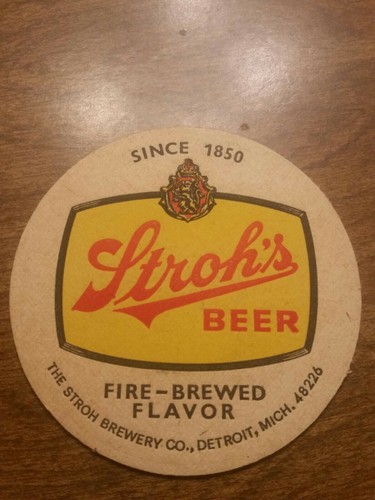 SINCE 1850
Stroh's
BEER
FIRE-BREWED
FLAVOR
THE STROH BREWERY CO., DETROIT, MICH. 48226